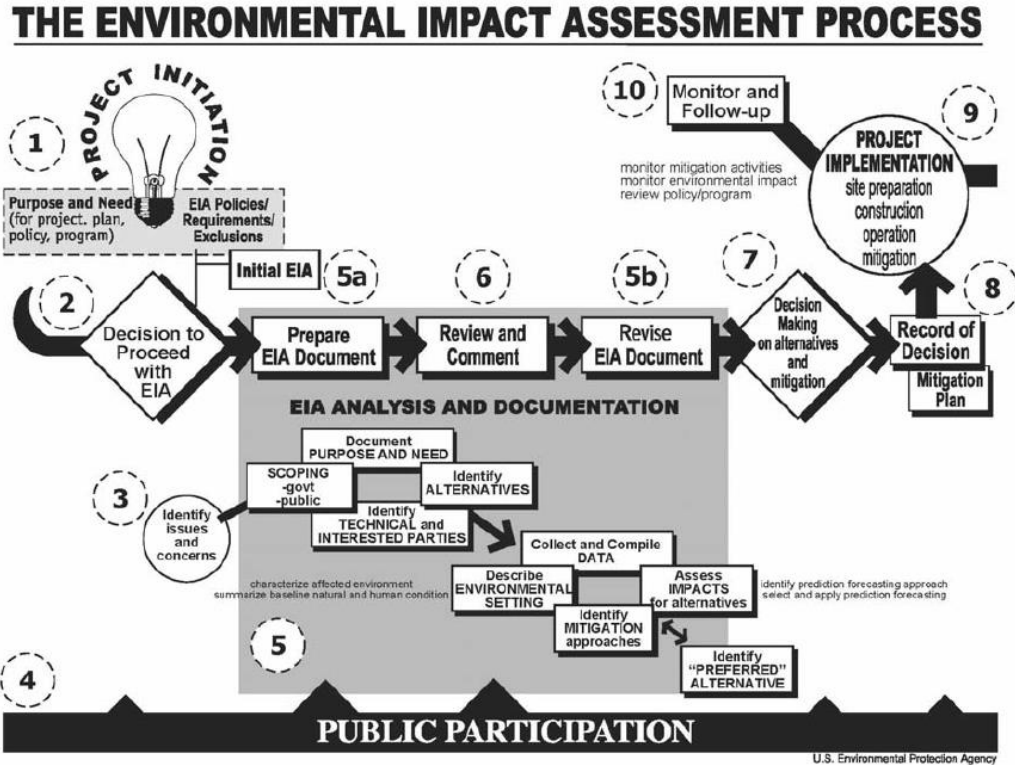 THE ENVIRONMENTAL IMPACT ASSESSMENT PROCESS
PROJECT INITIATION
1
Purpose and Need
(for project. plan,
policy, program)
EIA Policies/
Requirements/
Exclusions
Initial EIA
2
Decision to
Proceed
with
EIA
5a
Prepare
EIA Document
6
Review and
Comment
5b
Revise
EIA Document
7
Decision
Making
on alternatives
and
mitigation
8
Record of
Decision
Mitigation
Plan
9
PROJECT
IMPLEMENTATION
site preparation
construction
operation
mitigation
10
Monitor and
Follow-up
monitor mitigation activities
monitor environmental impact
review policy/program
EIA ANALYSIS AND DOCUMENTATION
3
Identify
issues
and
concerns
SCOPING
-govt
-public
Document
PURPOSE AND NEED
Identify
ALTERNATIVES
Identify
TECHNICAL and
INTERESTED PARTIES
Collect and Compile
DATA
characterize affected environment
summarize baseline natural and human condition
Describe
ENVIRONMENTAL
SETTING
Assess
IMPACTS
for alternatives
identify prediction forecasting approach
select and apply prediction forecasting
Identify
MITIGATION
approaches
Identify
"PREFERRED"
ALTERNATIVE
5
4
PUBLIC PARTICIPATION
U.S. Environmental Protection Agency